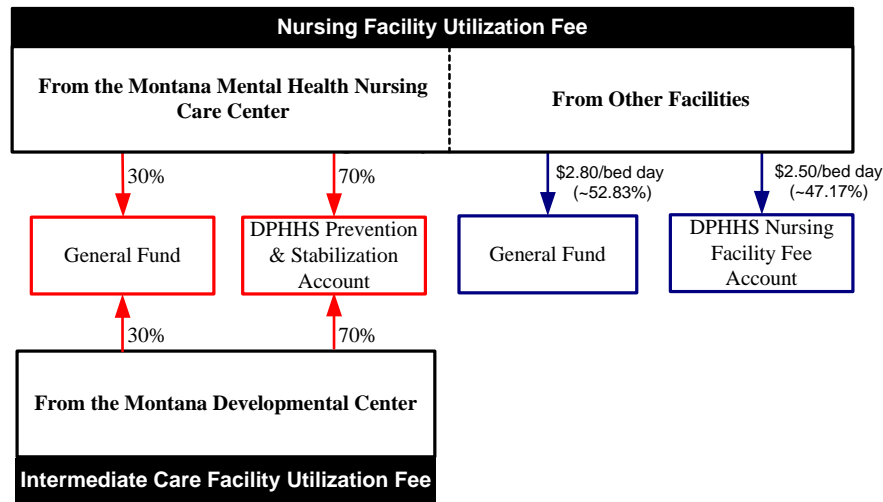 Nursing Facility Utilization Fee
From the Montana Mental Health Nursing
Care Center
From Other Facilities
30%
70%
$2.80/bed day
(~52.83%)
$2.50/bed day
(~47.17%)
General Fund
DPHHS Prevention
& Stabilization
Account
General Fund
DPHHS Nursing
Facility Fee
Account
30%
70%
From the Montana Developmental Center
Intermediate Care Facility Utilization Fee